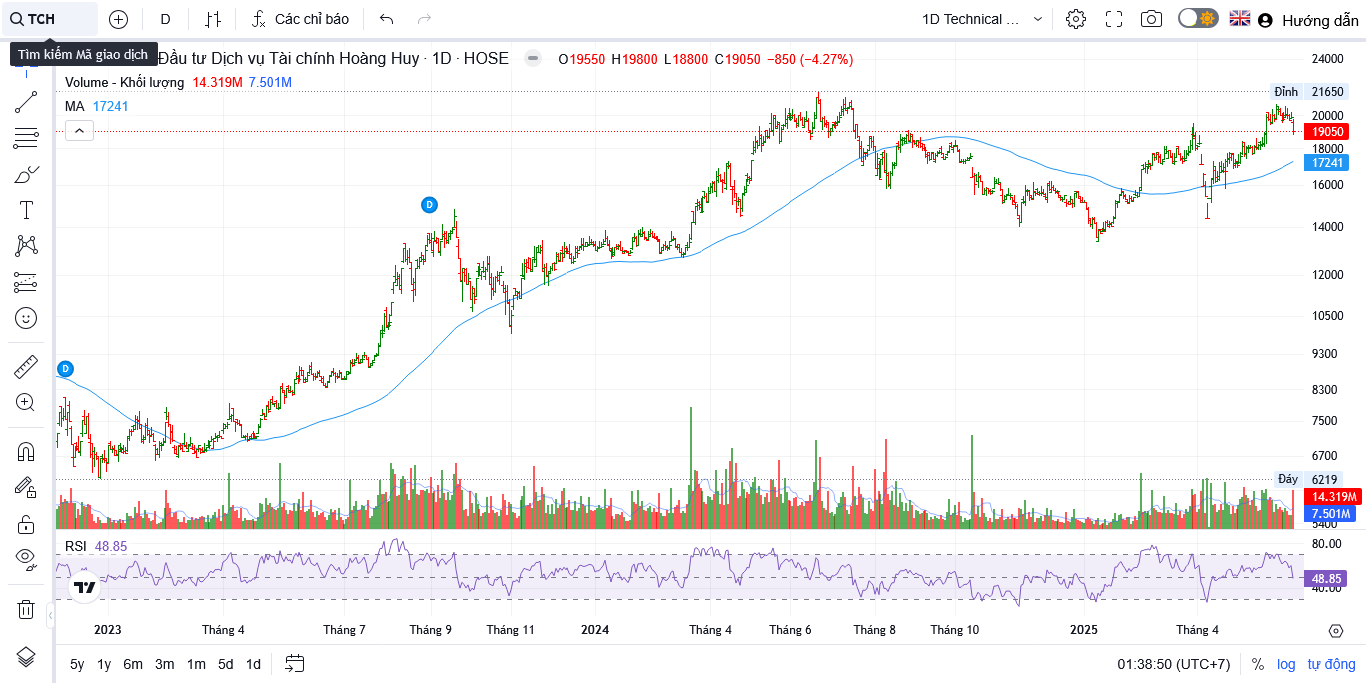 TCH
D
Các chỉ báo
1D Technical ...
Hướng dẫn
Tìm kiếm Mã giao dịch
Đầu tư Dịch vụ Tài chính Hoàng Huy · 1D · HOSE
O19550 H19800 L18800 C19050 −850 (−4.27%)
Volume - Khối lượng 14.319M 7.501M
MA 17241
24000
Đỉnh 21650
20000
19050
18000
17241
16000
14000
12000
10500
9300
8300
7500
6700
Đáy 6219
14.319M
7.501M
5400
D
D
RSI 48.85
80.00
48.85
40.00
2023 Tháng 4 Tháng 7 Tháng 9 Tháng 11 2024 Tháng 4 Tháng 6 Tháng 8 Tháng 10 2025 Tháng 4
5y 1y 6m 3m 1m 5d 1d
01:38:50 (UTC+7) % log tự động